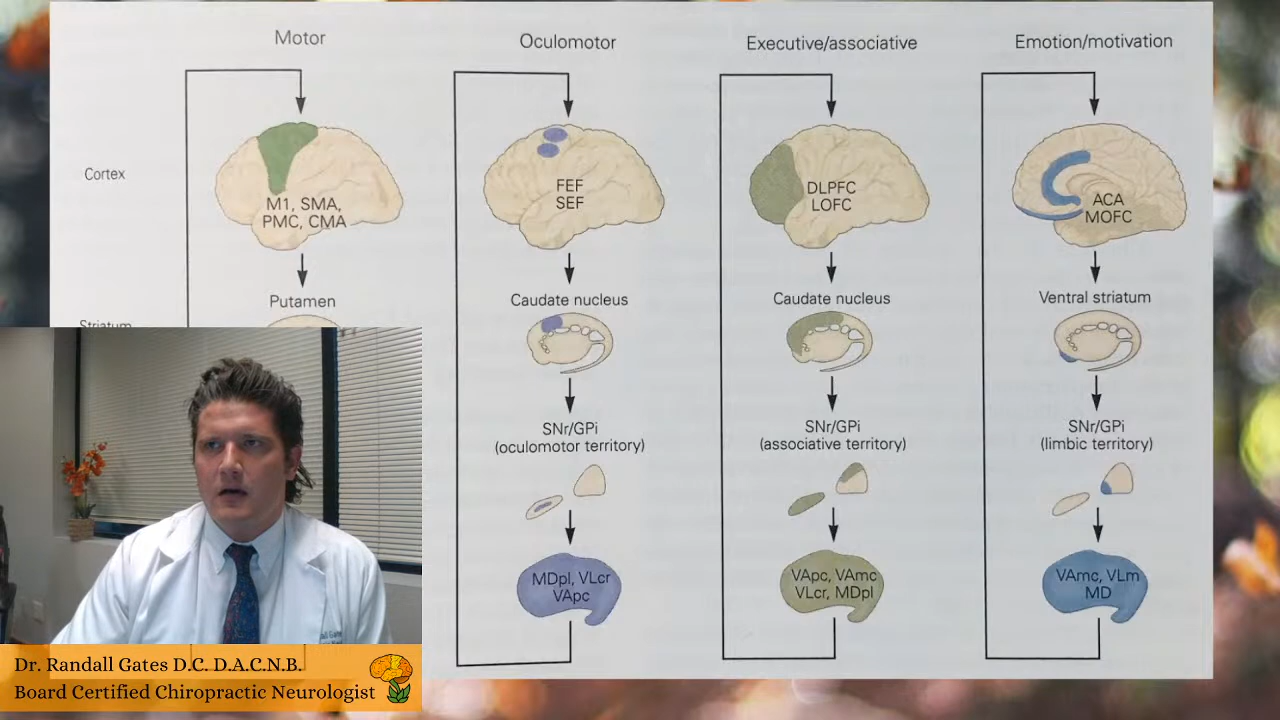 Motor
Oculomotor
Executive/associative
Emotion/motivation
Cortex
M1, SMA,
PMC, CMA
FEF
SEF
DLPFC
LOFC
ACA
MOFC
Putamen
Caudate nucleus
Caudate nucleus
Ventral striatum
Striatum
SNr/GPi
(oculomotor territory)
SNr/GPi
(associative territory)
SNr/GPi
(limbic territory)
MDpl, VLcr
VApc
VApc, VAmc
VLcr, MDpl
VAmc, VLm
MD
Dr. Randall Gates D.C. D.A.C.N.B.
Board Certified Chiropractic Neurologist